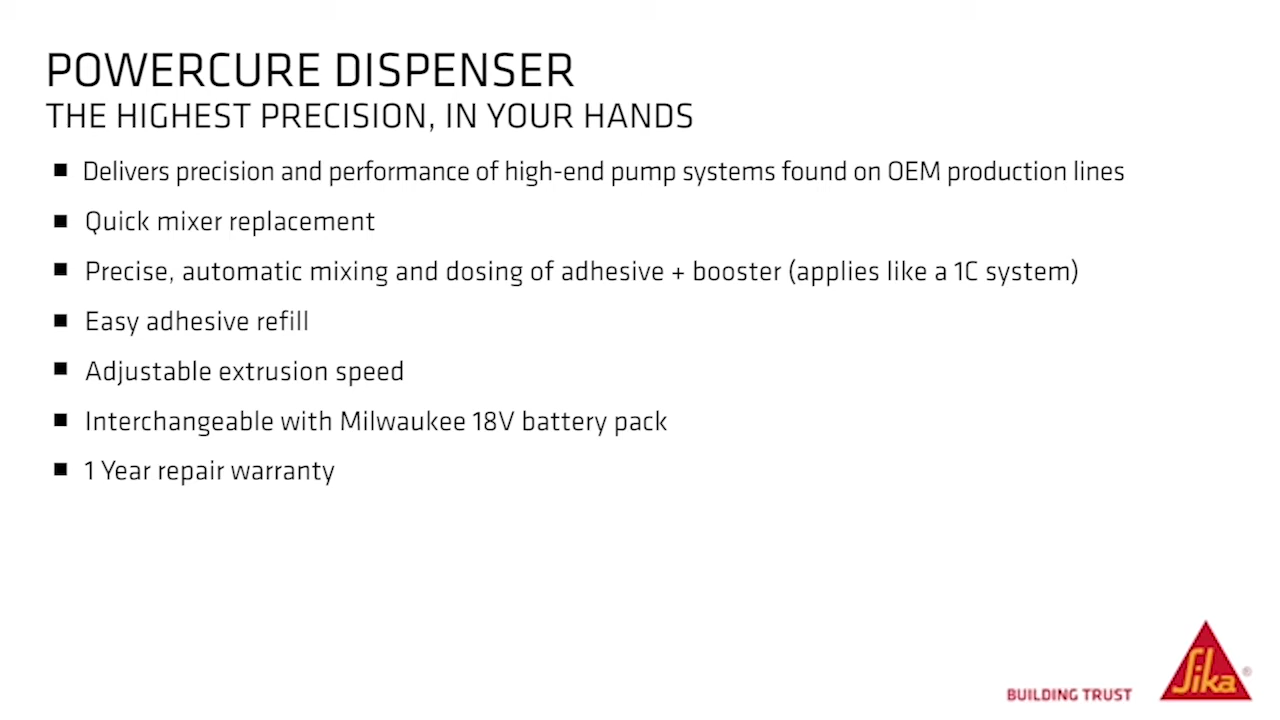 POWERCURE DISPENSER
THE HIGHEST PRECISION, IN YOUR HANDS
Delivers precision and performance of high-end pump systems found on OEM production lines
Quick mixer replacement
Precise, automatic mixing and dosing of adhesive + booster (applies like a 1C system)
Easy adhesive refill
Adjustable extrusion speed
Interchangeable with Milwaukee 18V battery pack
1 Year repair warranty
BUILDING TRUST
Sika®